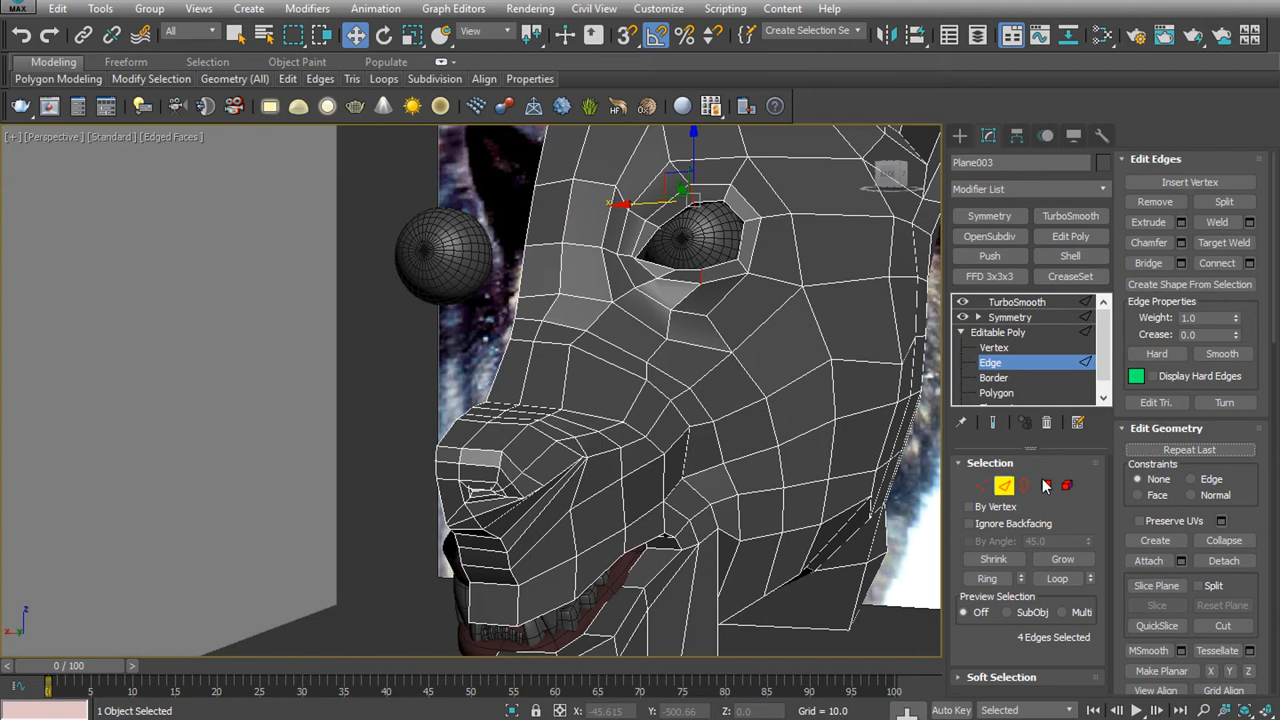 Edit Tools Group Views Create Modifiers Animation Graph Editors Rendering Civil View Customize Scripting Content Help
MAX All View Create Selection Se
Modeling Freeform Selection Object Paint Populate
Polygon Modeling Modify Selection Geometry (All) Edit Edges Tris Loops Subdivision Align Properties
[+] [Perspective] [Standard] [Edged Faces]
Plane003
Modifier List
Symmetry TurboSmooth
OpenSubdiv Edit Poly
Push Shell
FFD 3x3x3 CreaseSet
TurboSmooth
Symmetry
Editable Poly
Vertex
Edge
Border
Polygon
Selection
By Vertex
Ignore Backfacing
By Angle: 45.0
Shrink Grow
Ring Loop
Preview Selection
Off SubObj Multi
4 Edges Selected
Soft Selection
Edit Edges
Insert Vertex
Remove Split
Extrude Weld
Chamfer Target Weld
Bridge Connect
Create Shape From Selection
Edge Properties
Weight: 1.0
Crease: 0.0
Hard Smooth
Display Hard Edges
Edit Tri. Turn
Edit Geometry
Repeat Last
Constraints
None Edge
Face Normal
Preserve UVs
Create Collapse
Attach Detach
Slice Plane Split
Slice Reset Plane
QuickSlice Cut
MSmooth Tessellate
Make Planar X Y Z
View Align Grid Align
z
x y
x
< 0 / 100 >
0 5 10 15 20 25 30 35 40 45 50 55 60 65 70 75 80 85 90 95 100
1 Object Selected X: -45.615 Y: -500.66 Z: 0.0 Grid = 10.0 Auto Key Selected